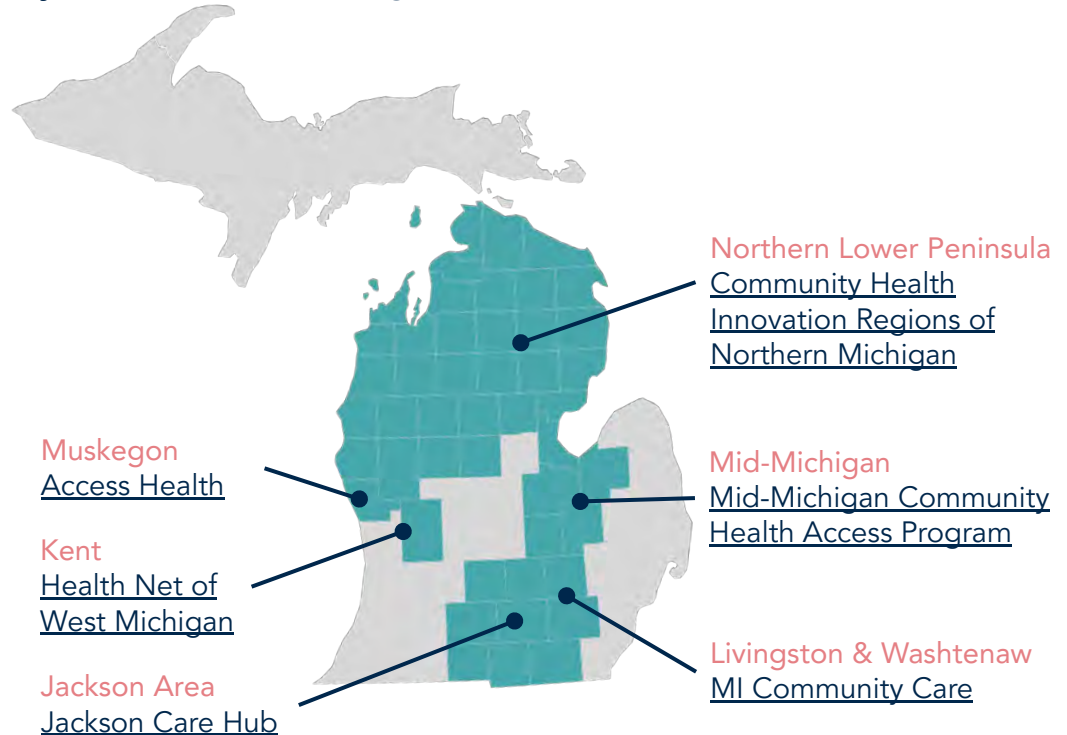 Northern Lower Peninsula
Community Health
Innovation Regions of
Northern Michigan
Muskegon
Access Health
Mid-Michigan
Mid-Michigan Community
Health Access Program
Kent
Health Net of
West Michigan
Livingston & Washtenaw
MI Community Care
Jackson Area
Jackson Care Hub